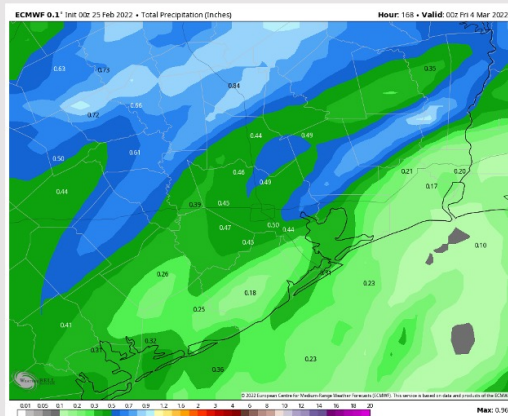 ECMWF 0.1° Init 00z 25 Feb 2022 • Total Precipitation (inches) Hour: 168 • Valid: 00z Fri 4 Mar 2022
0.35
0.63 0.73
0.84
0.66
0.72
0.44 0.49
0.61
0.50
0.46 0.21 0.20
0.49 0.17
0.44
0.39 0.45
0.47 0.50 0.44
0.45 0.10
0.26
0.23
0.18
0.25
0.41
0.32
0.23
0.36
WeatherBELL
© 2022 European Centre for Medium-Range Weather Forecasts (ECMWF). This service is based on data and products of the ECMWF
0.01 0.05 0.1 0.2 0.3 0.5 0.7 0.9 1.2 1.6 2 3 4 6 8 10 12 14 16 18 20
Max: 0.96